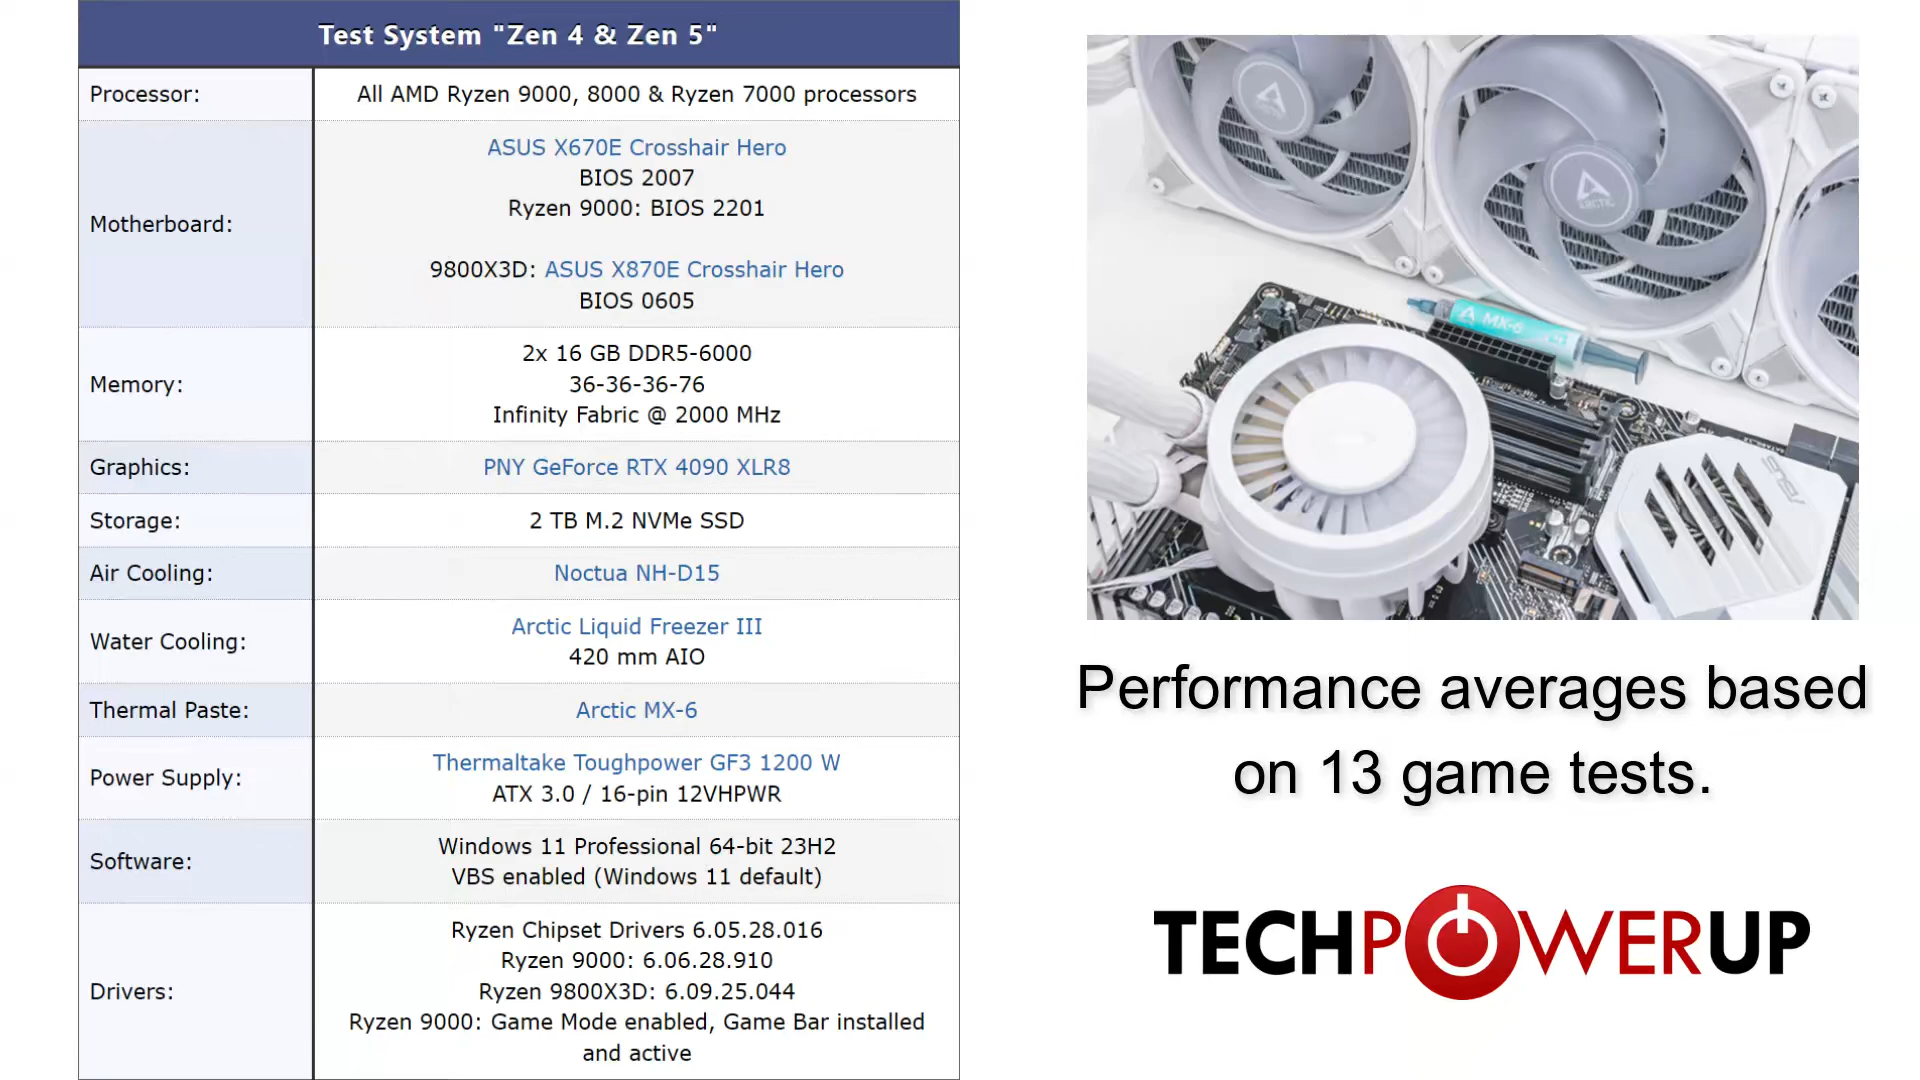 Test System "Zen 4 & Zen 5"
Processor:
All AMD Ryzen 9000, 8000 & Ryzen 7000 processors
Motherboard:
ASUS X670E Crosshair Hero
BIOS 2007
Ryzen 9000: BIOS 2201
9800X3D: ASUS X870E Crosshair Hero
BIOS 0605
Memory:
2x 16 GB DDR5-6000
36-36-36-76
Infinity Fabric @ 2000 MHz
Graphics:
PNY GeForce RTX 4090 XLR8
Storage:
2 TB M.2 NVMe SSD
Air Cooling:
Noctua NH-D15
Water Cooling:
Arctic Liquid Freezer III
420 mm AIO
Thermal Paste:
Arctic MX-6
Power Supply:
Thermaltake Toughpower GF3 1200 W
ATX 3.0 / 16-pin 12VHPWR
Software:
Windows 11 Professional 64-bit 23H2
VBS enabled (Windows 11 default)
Drivers:
Ryzen Chipset Drivers 6.05.28.016
Ryzen 9000: 6.06.28.910
Ryzen 9800X3D: 6.09.25.044
Ryzen 9000: Game Mode enabled, Game Bar installed
and active
ARCTIC
MX-6
ASUS
Performance averages based
on 13 game tests.
TECHPOWERUP